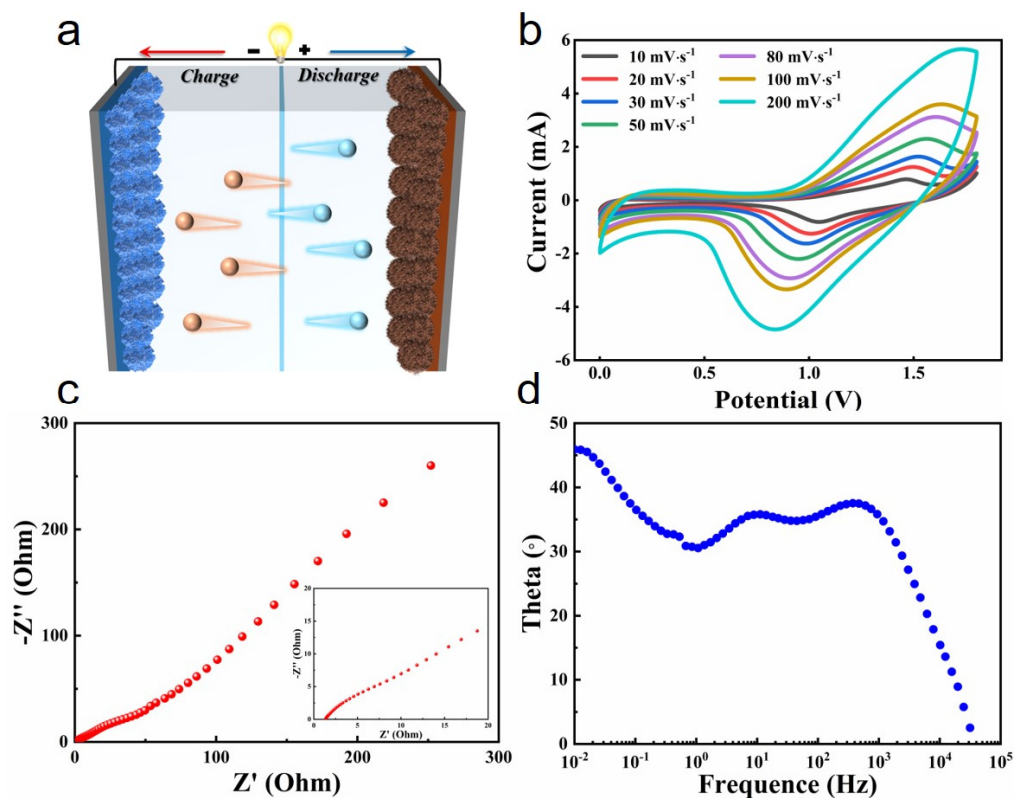 a
- +
Charge Discharge
b
6
4
2
0
-2
-4
-6
Current (mA)
10 mV·s⁻¹ 80 mV·s⁻¹
20 mV·s⁻¹ 100 mV·s⁻¹
30 mV·s⁻¹ 200 mV·s⁻¹
50 mV·s⁻¹
0.0 0.5 1.0 1.5
Potential (V)
c
300
200
100
0
-Z'' (Ohm)
0 100 200 300
Z' (Ohm)
20
15
10
5
0
-Z'' (Ohm)
0 5 10 15 20
Z' (Ohm)
d
50
40
30
20
10
0
Theta (°)
10⁻² 10⁻¹ 10⁰ 10¹ 10² 10³ 10⁴ 10⁵
Frequence (Hz)